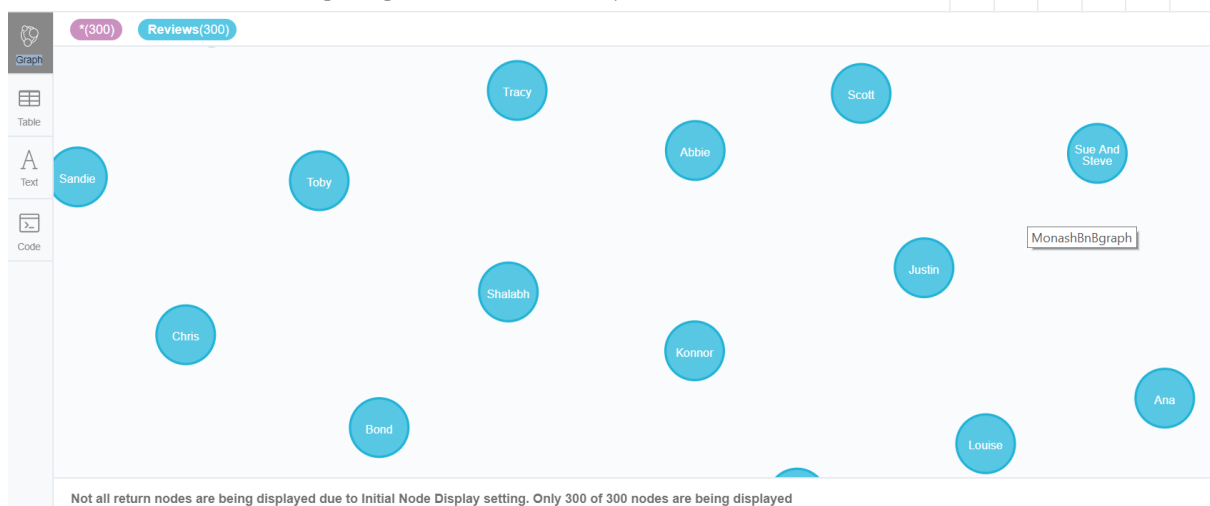 *(300) Reviews(300)
Graph
Table
Text
Code
Tracy
Scott
Abbie
Sue And
Steve
Sandie
Toby
MonashBnBgraph
Justin
Shalabh
Chris
Konnor
Ana
Bond
Louise
Not all return nodes are being displayed due to Initial Node Display setting. Only 300 of 300 nodes are being displayed